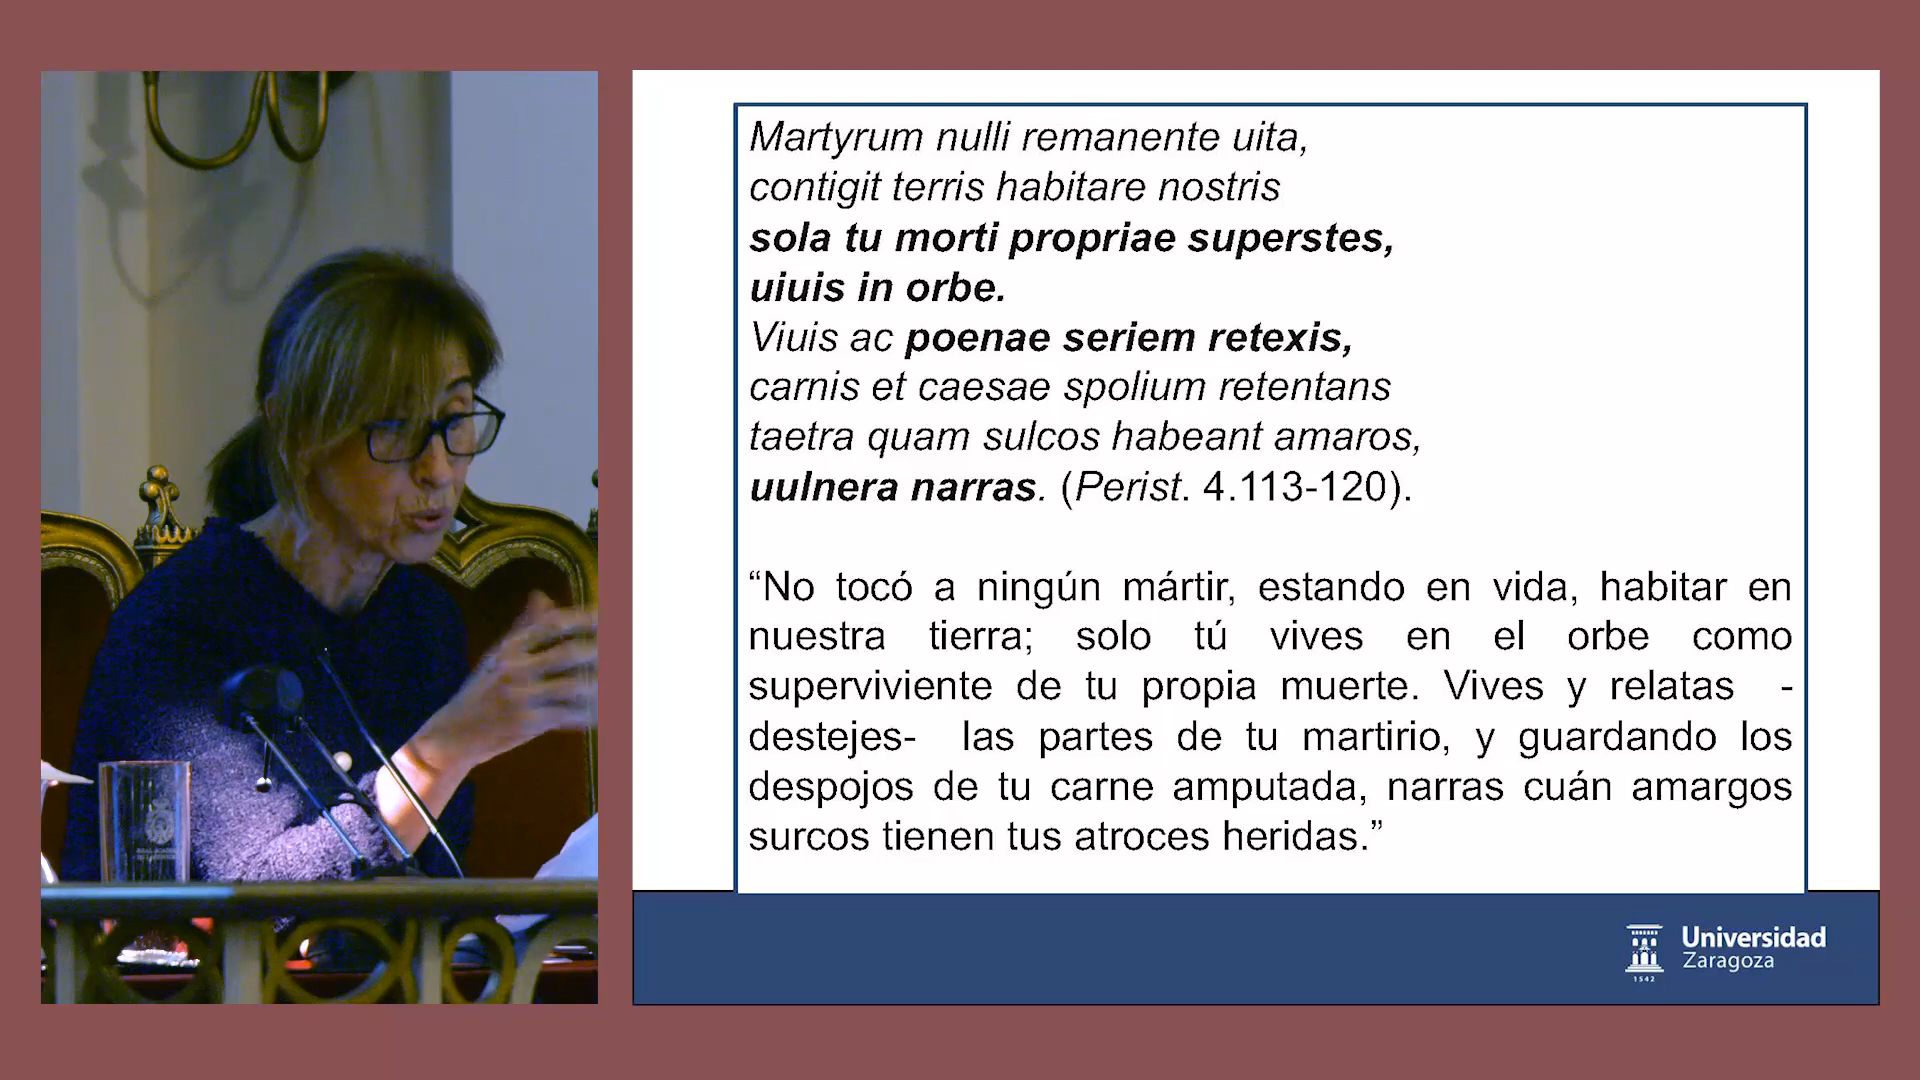 Martyrum nulli remanente uita,
contigit terris habitare nostris
sola tu morti propriae superstes,
uiuis in orbe.
Viuis ac poenae seriem retexis,
carnis et caesae spolium retentans
taetra quam sulcos habeant amaros,
uulnera narras. (Perist. 4.113-120).
“No tocó a ningún mártir, estando en vida, habitar en
nuestra tierra; solo tú vives en el orbe como
superviviente de tu propia muerte. Vives y relatas -
destejes- las partes de tu martirio, y guardando los
despojos de tu carne amputada, narras cuán amargos
surcos tienen tus atroces heridas.”
Universidad
Zaragoza
1542